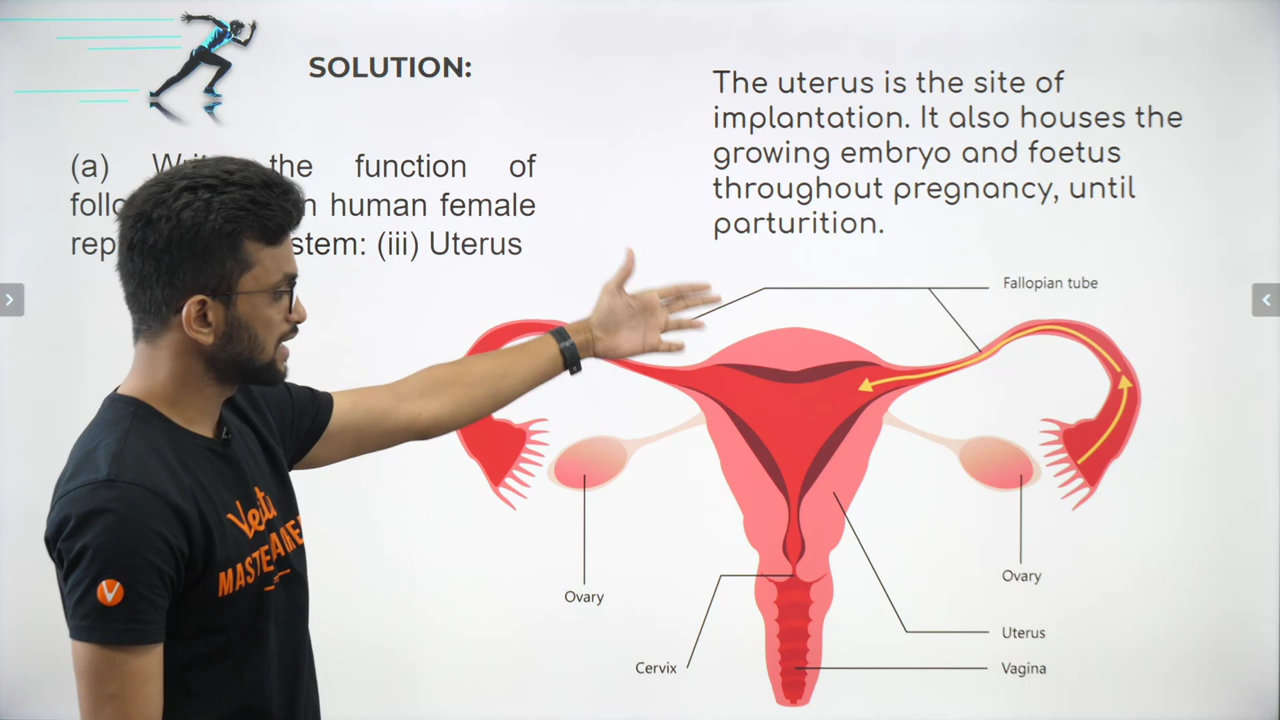 SOLUTION:
The uterus is the site of
implantation. It also houses the
growing embryo and foetus
throughout pregnancy, until
parturition.
(a) the function of
human female
(iii) Uterus
Fallopian tube
Ovary
Ovary
Uterus
Cervix
Vagina
V